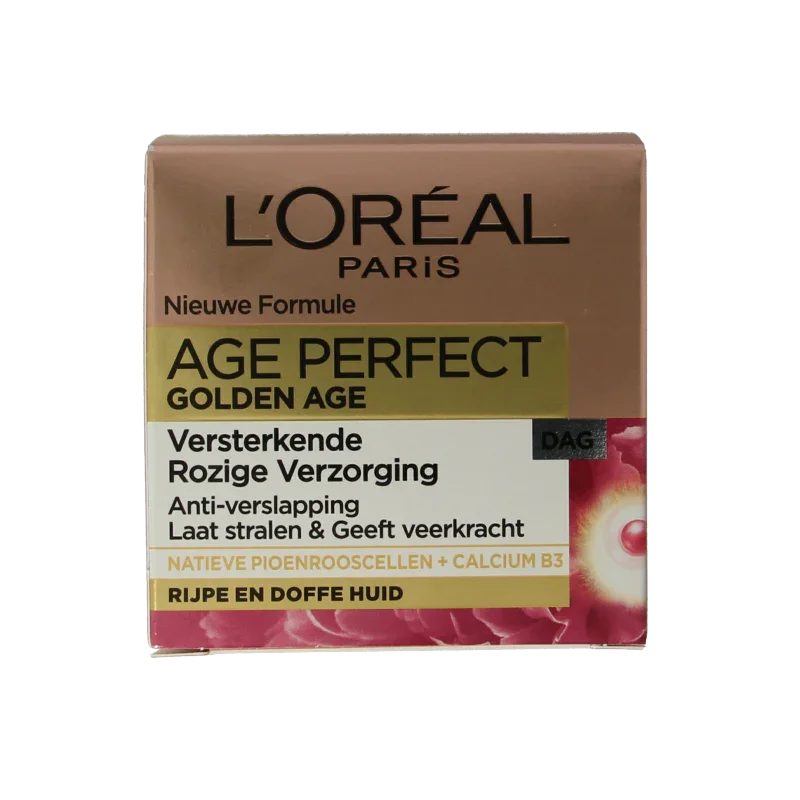 L'ORÉAL
PARiS
Nieuwe Formule
AGE PERFECT
GOLDEN AGE
DAG
Versterkende
Rozige Verzorging
Anti-verslapping
Laat stralen & Geeft veerkracht
NATIEVE PIOENROOSCELLEN + CALCIUM B3
RIJPE EN DOFFE HUID